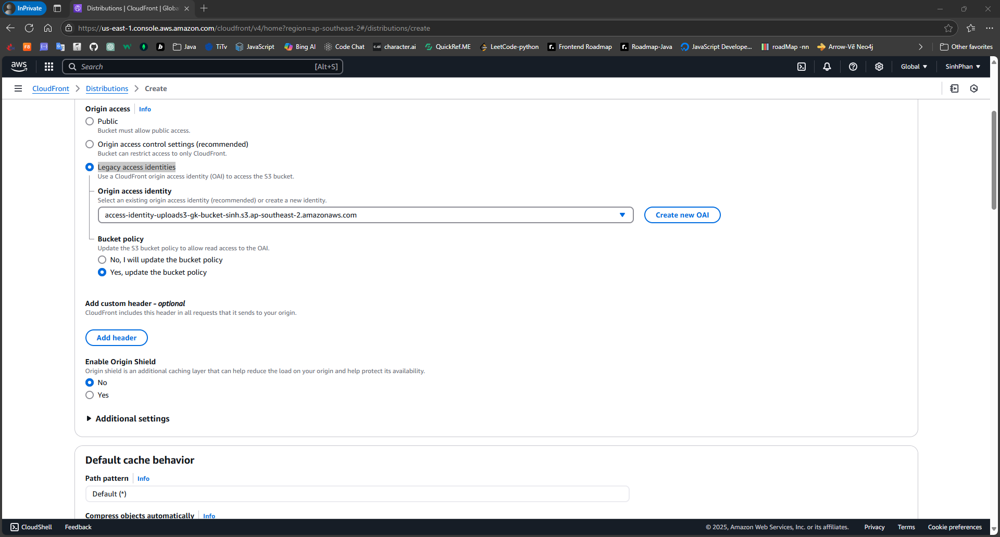 InPrivate
Distributions | CloudFront | Globa
https://us-east-1.console.aws.amazon.com/cloudfront/v4/home?region=ap-southeast-2#/distributions/create
F8
Java
TiTv
JavaScript
Bing AI
Code Chat
c.ai
character.ai
QuickRef.ME
LeetCode-python
Frontend Roadmap
Roadmap-Java
JavaScript Develope...
roadMap -nn
Arrow-Vẽ Neo4j
Other favorites
aws
Search
[Alt+S]
Global
SinhPhan
CloudFront
Distributions
Create
Origin access
Info
Public
Bucket must allow public access.
Origin access control settings (recommended)
Bucket can restrict access to only CloudFront.
Legacy access identities
Use a CloudFront origin access identity (OAI) to access the S3 bucket.
Origin access identity
Select an existing origin access identity (recommended) or create a new identity.
access-identity-uploads3-gk-bucket-sinh.s3.ap-southeast-2.amazonaws.com
Create new OAI
Bucket policy
Update the S3 bucket policy to allow read access to the OAI.
No, I will update the bucket policy
Yes, update the bucket policy
Add custom header - optional
CloudFront includes this header in all requests that it sends to your origin.
Add header
Enable Origin Shield
Origin shield is an additional caching layer that can help reduce the load on your origin and help protect its availability.
No
Yes
Additional settings
Default cache behavior
Path pattern
Info
Default (*)
Compress objects automatically
Info
CloudShell
Feedback
© 2025, Amazon Web Services, Inc. or its affiliates.
Privacy
Terms
Cookie preferences